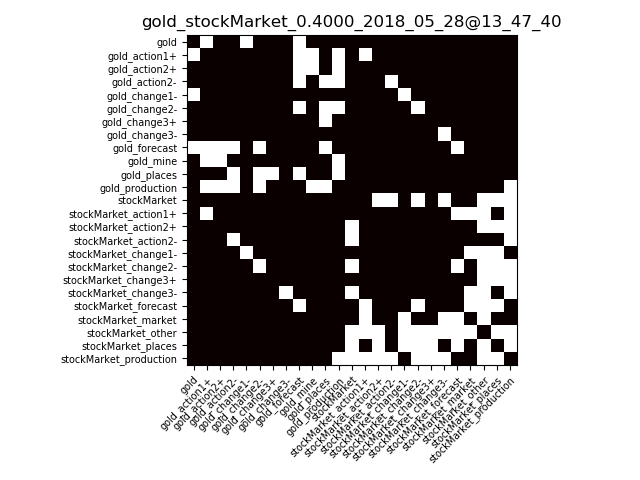 gold_stockMarket_0.4000_2018_05_28@13_47_40
gold
gold_action1+
gold_action2+
gold_action2-
gold_change1-
gold_change2-
gold_change3+
gold_change3-
gold_forecast
gold_mine
gold_places
gold_production
stockMarket
stockMarket_action1+
stockMarket_action2+
stockMarket_action2-
stockMarket_change1-
stockMarket_change2-
stockMarket_change3+
stockMarket_change3-
stockMarket_forecast
stockMarket_market
stockMarket_other
stockMarket_places
stockMarket_production
gold
gold_action1+
gold_action2+
gold_action2-
gold_change1-
gold_change2-
gold_change3+
gold_change3-
gold_forecast
gold_mine
gold_places
gold_production
stockMarket
stockMarket_action1+
stockMarket_action2+
stockMarket_action2-
stockMarket_change1-
stockMarket_change2-
stockMarket_change3+
stockMarket_change3-
stockMarket_forecast
stockMarket_market
stockMarket_other
stockMarket_places
stockMarket_production